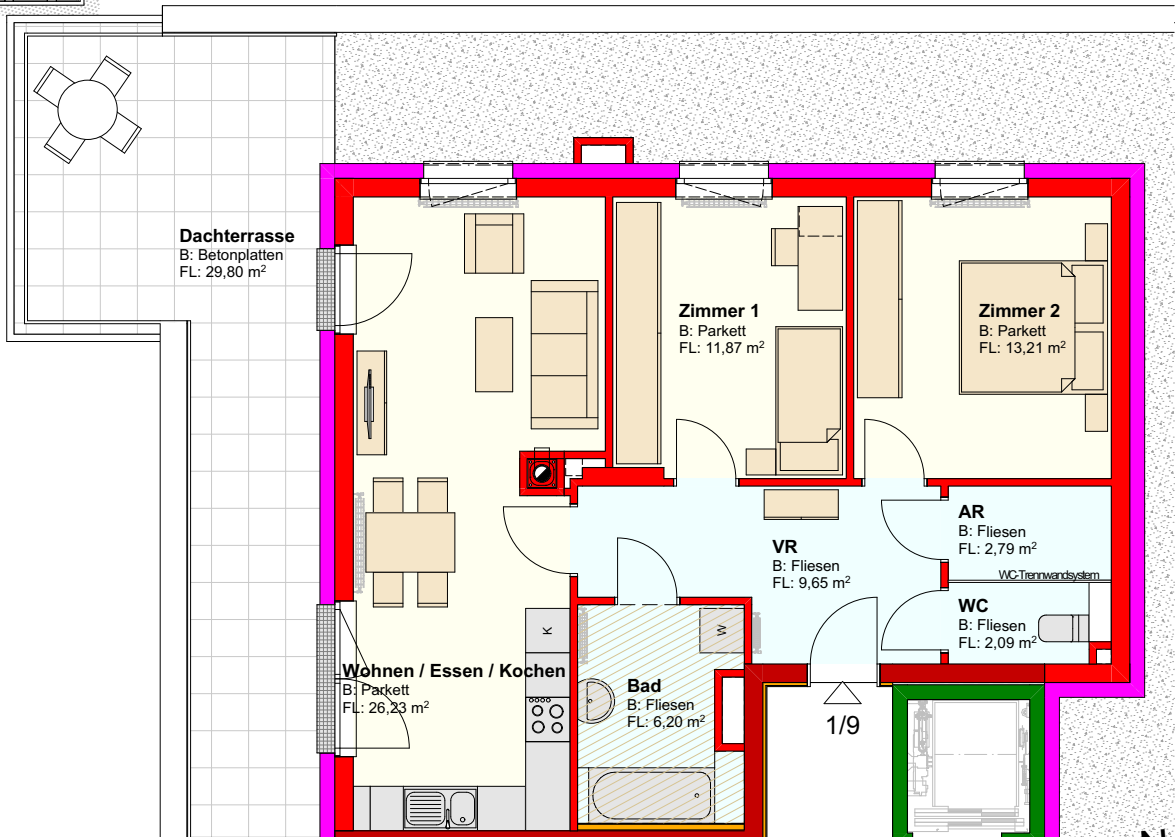 Dachterrasse
B: Betonplatten
FL: 29,80 m²
Zimmer 1
B: Parkett
FL: 11,87 m²
Zimmer 2
B: Parkett
FL: 13,21 m²
AR
B: Fliesen
FL: 2,79 m²
WC-Trennwandsystem
VR
B: Fliesen
FL: 9,65 m²
WC
B: Fliesen
FL: 2,09 m²
K
W
Wohnen / Essen / Kochen
B: Parkett
FL: 26,23 m²
Bad
B: Fliesen
FL: 6,20 m²
1/9